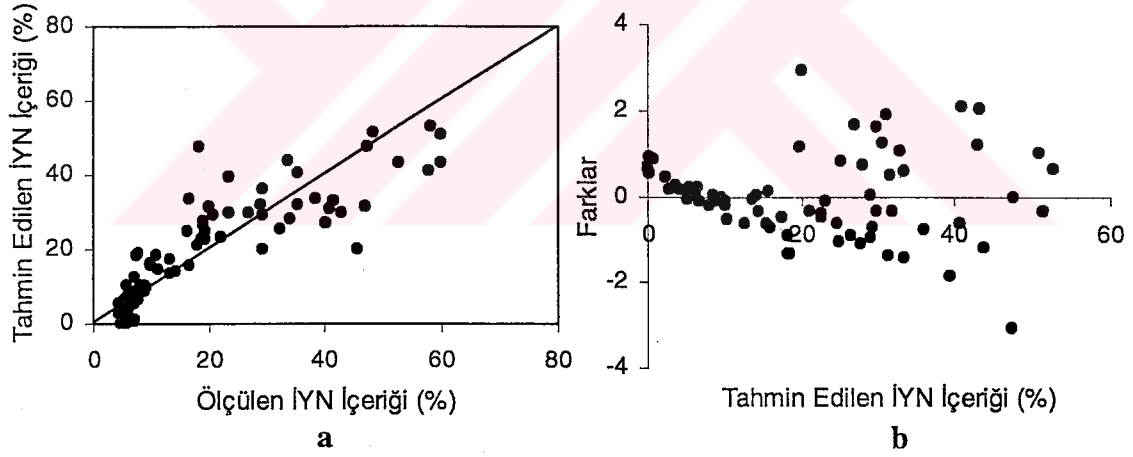 Tahmin Edilen İYN İçeriği (%)
80
60
40
20
0
0 20 40 60 80
Ölçülen İYN İçeriği (%)
a
Farklar
4
2
0
-2
-4
0 20 40 60
Tahmin Edilen İYN İçeriği (%)
b